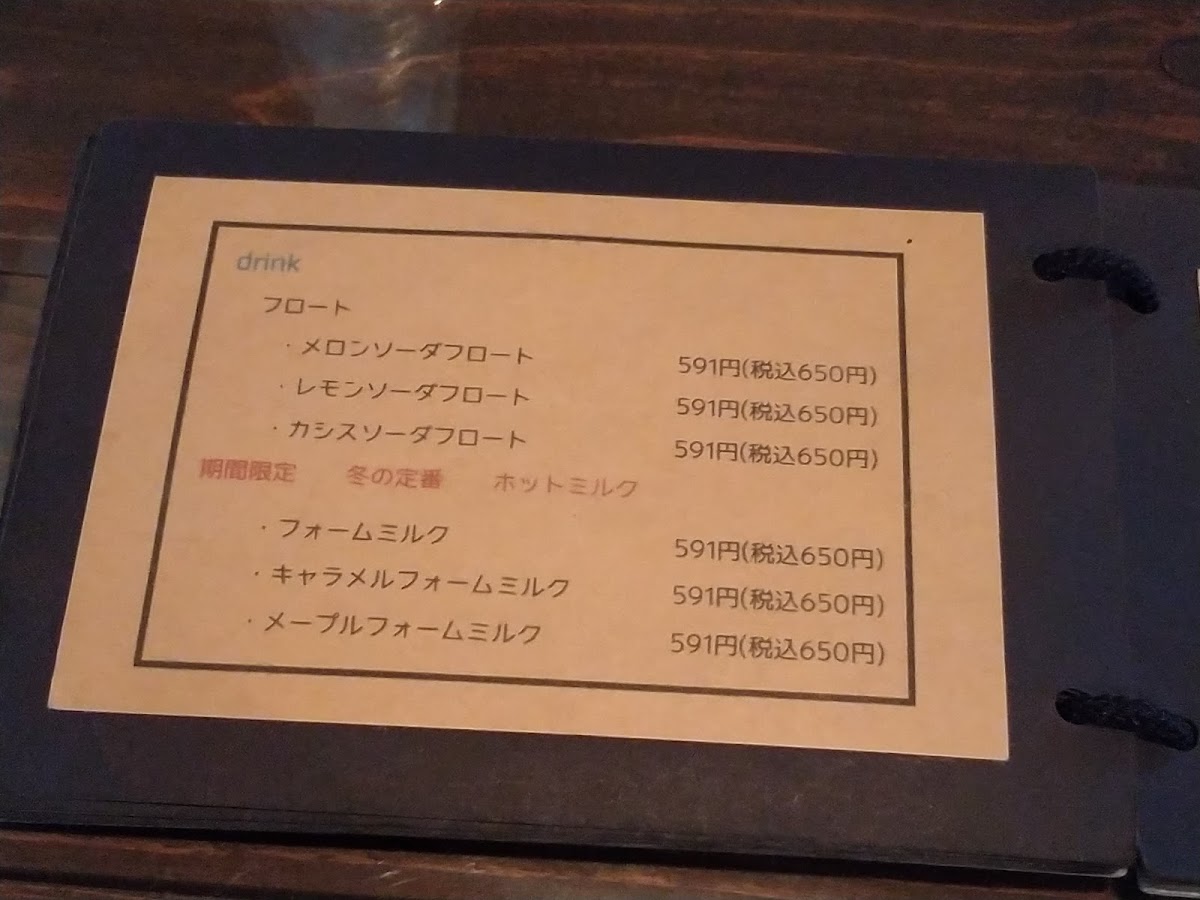 drink
フロート
・メロンソーダフロート 591円(税込650円)
・レモンソーダフロート 591円(税込650円)
・カシスソーダフロート 591円(税込650円)
期間限定 冬の定番 ホットミルク
・フォームミルク 591円(税込650円)
・キャラメルフォームミルク 591円(税込650円)
・メープルフォームミルク 591円(税込650円)